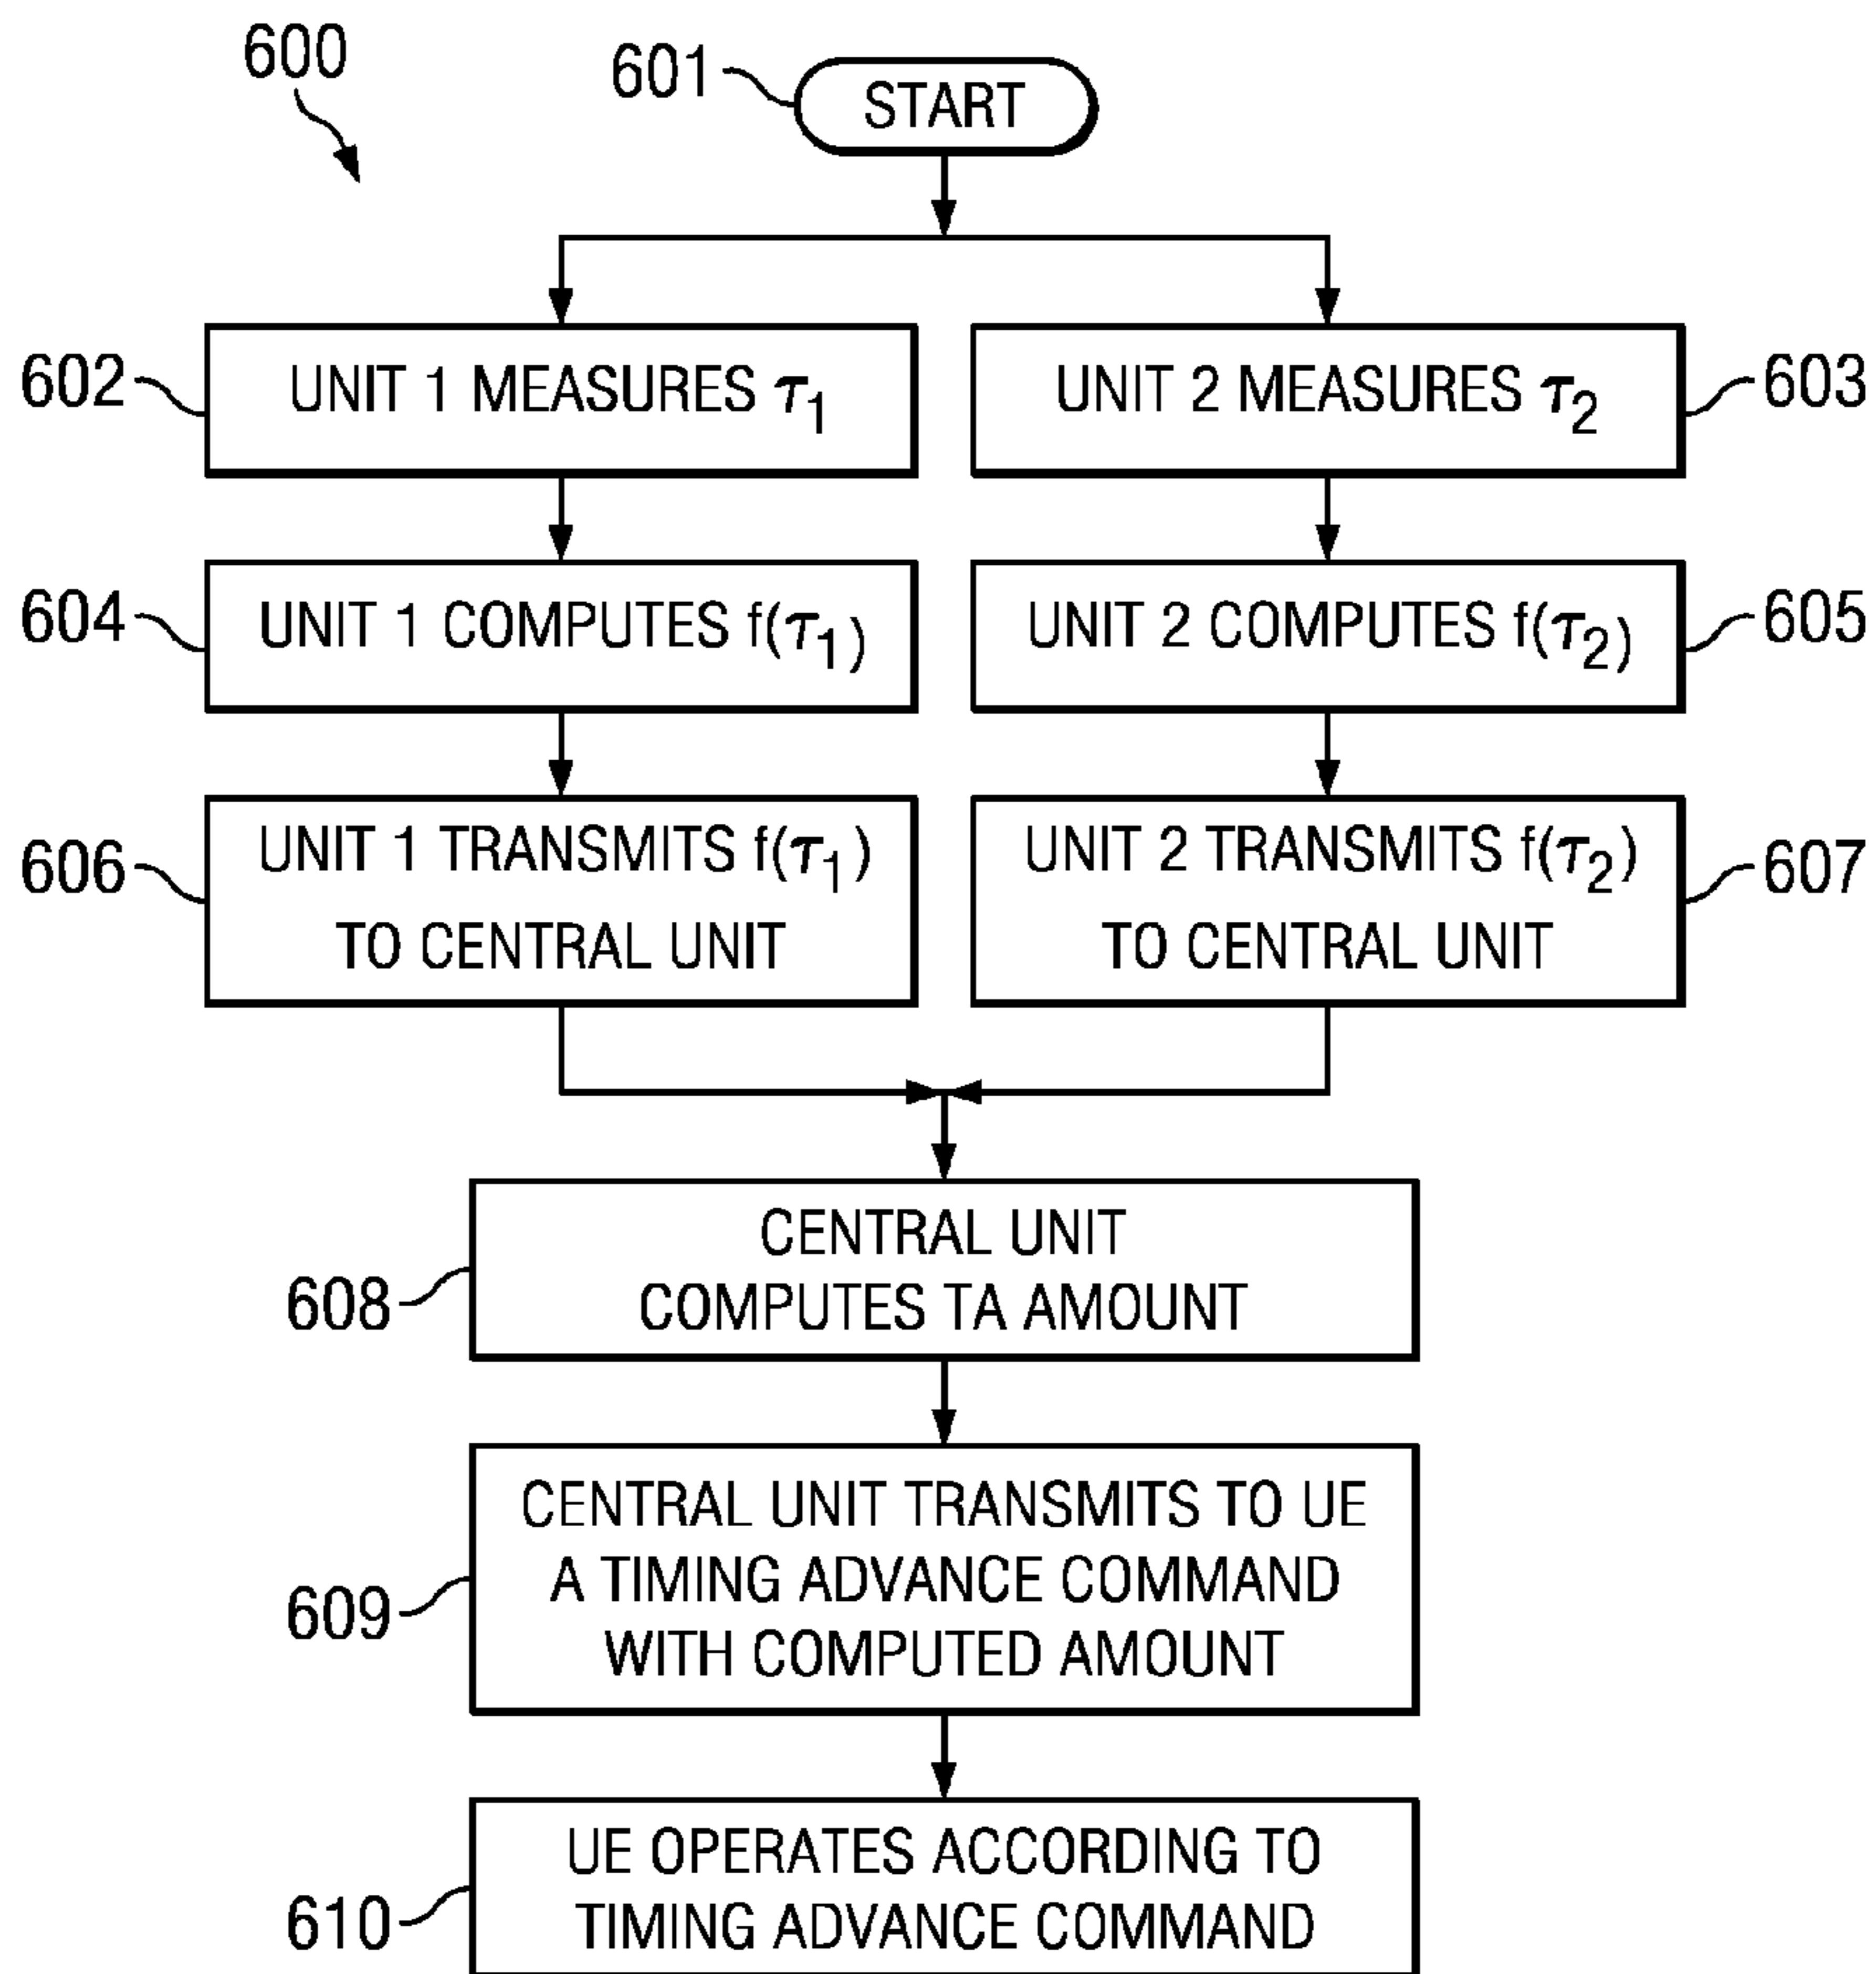 600
601
START
602
UNIT 1 MEASURES τ1
UNIT 2 MEASURES τ2
603
604
UNIT 1 COMPUTES f(τ1)
UNIT 2 COMPUTES f(τ2)
605
606
UNIT 1 TRANSMITS f(τ1)
TO CENTRAL UNIT
UNIT 2 TRANSMITS f(τ2)
TO CENTRAL UNIT
607
608
CENTRAL UNIT
COMPUTES TA AMOUNT
609
CENTRAL UNIT TRANSMITS TO UE
A TIMING ADVANCE COMMAND
WITH COMPUTED AMOUNT
610
UE OPERATES ACCORDING TO
TIMING ADVANCE COMMAND